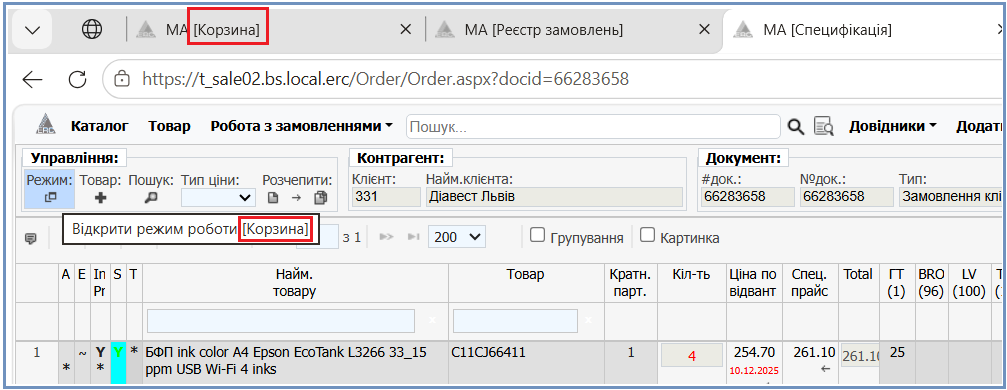 МА [Корзина]
МА [Реєстр замовлень]
МА [Специфікація]
https://t_sale02.bs.local.erc/Order/Order.aspx?docid=66283658
ERC Каталог Товар Робота з замовленнями Пошук... Довідники
Управління: Контрагент: Документ:
Режим: Товар: Пошук: Тип ціни: Розчепити: Клієнт: Найм.клієнта: #док.: №док.: Тип:
331 Діавест Львів 66283658 66283658 Замовлення клі
Відкрити режим роботи [Корзина]
з 1 200 Групування Картинка
A E In Pr S T Найм. товару Товар Кратн. парт. Кіл-ть Ціна по відвант Спец. прайс Total ГТ (1) BRO (96) LV (100)
1 * ~ Y * Y * БФП ink color A4 Epson EcoTank L3266 33_15 C11CJ66411 1 4 254.70 261.10 261.10 25
ppm USB Wi-Fi 4 inks 10.12.2025 ←